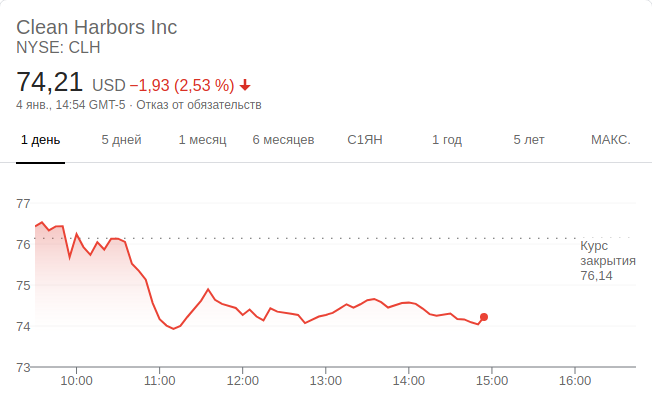 Clean Harbors Inc
NYSE: CLH
74,21 USD −1,93 (2,53 %)
4 янв., 14:54 GMT-5 · Отказ от обязательств
1 день 5 дней 1 месяц 6 месяцев С1ЯН 1 год 5 лет МАКС.
77
76
75
74
73
Курс
закрытия
76,14
10:00 11:00 12:00 13:00 14:00 15:00 16:00